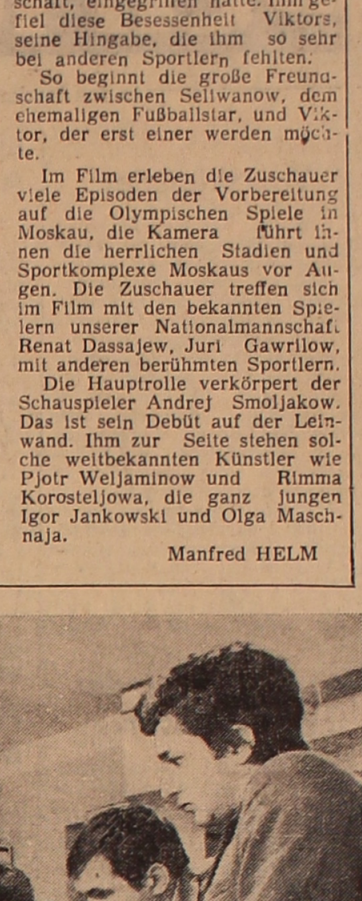 schaft, eingegriffen hatte. Ihm ge-
fiel diese Besessenheit Viktors,
seine Hingabe, die ihm so sehr
bei anderen Sportlern fehlten.
So beginnt die große Freund-
schaft zwischen Seliwanow, dem
ehemaligen Fußballstar, und Vik-
tor, der erst einer werden möch-
te.
Im Film erleben die Zuschauer
viele Episoden der Vorbereitung
auf die Olympischen Spiele in
Moskau, die Kamera führt ih-
nen die herrlichen Stadien und
Sportkomplexe Moskaus vor Au-
gen. Die Zuschauer treffen sich
im Film mit den bekannten Spie-
lern unserer Nationalmannschaft
Renat Dassajew, Juri Gawrilow,
mit anderen berühmten Sportlern.
Die Hauptrolle verkörpert der
Schauspieler Andrej Smoljakow.
Das ist sein Debüt auf der Lein-
wand. Ihm zur Seite stehen sol-
che weltbekannten Künstler wie
Pjotr Weljaminow und Rimma
Korosteljowa, die ganz jungen
Igor Jankowski und Olga Masch-
naja.
Manfred HELM